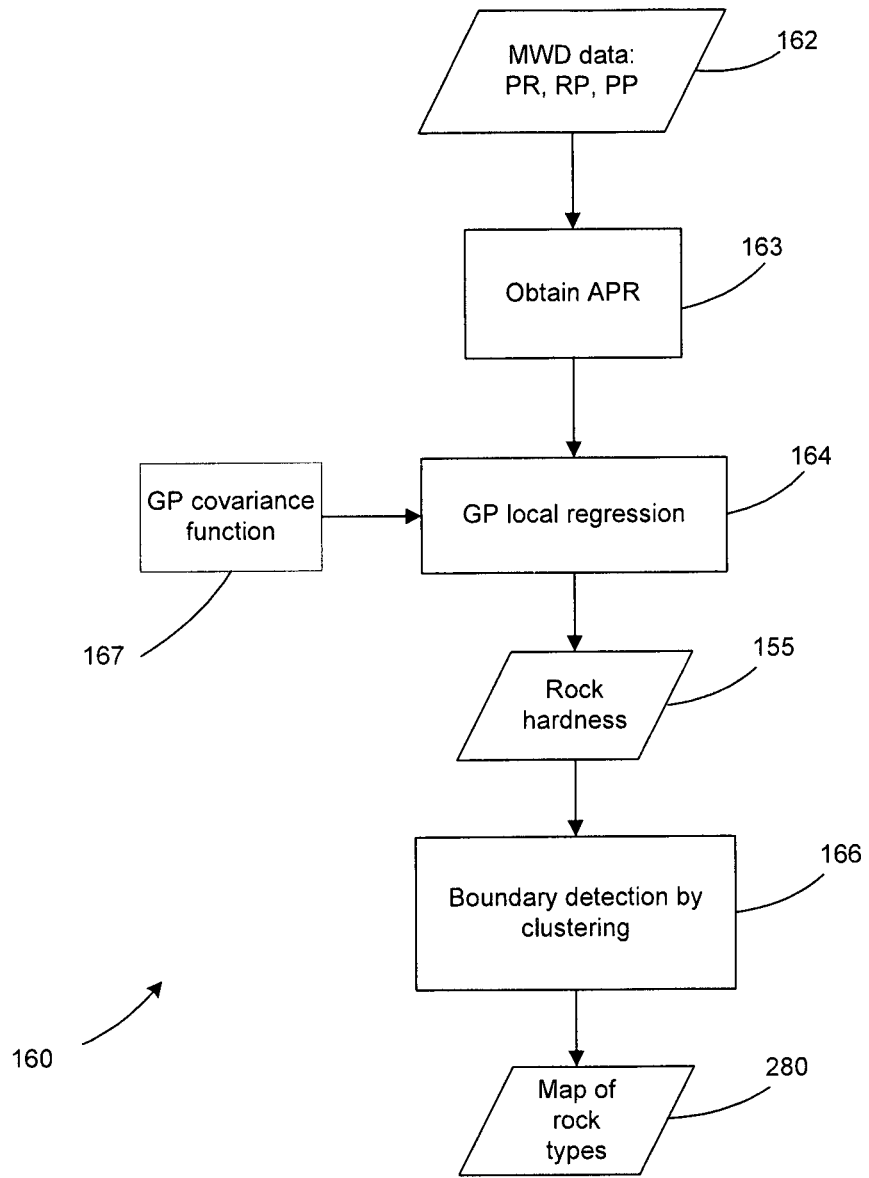 MWD data:
PR, RP, PP
162
Obtain APR
163
GP covariance
function
167
GP local regression
164
Rock
hardness
155
Boundary detection by
clustering
166
160
Map of
rock
types
280